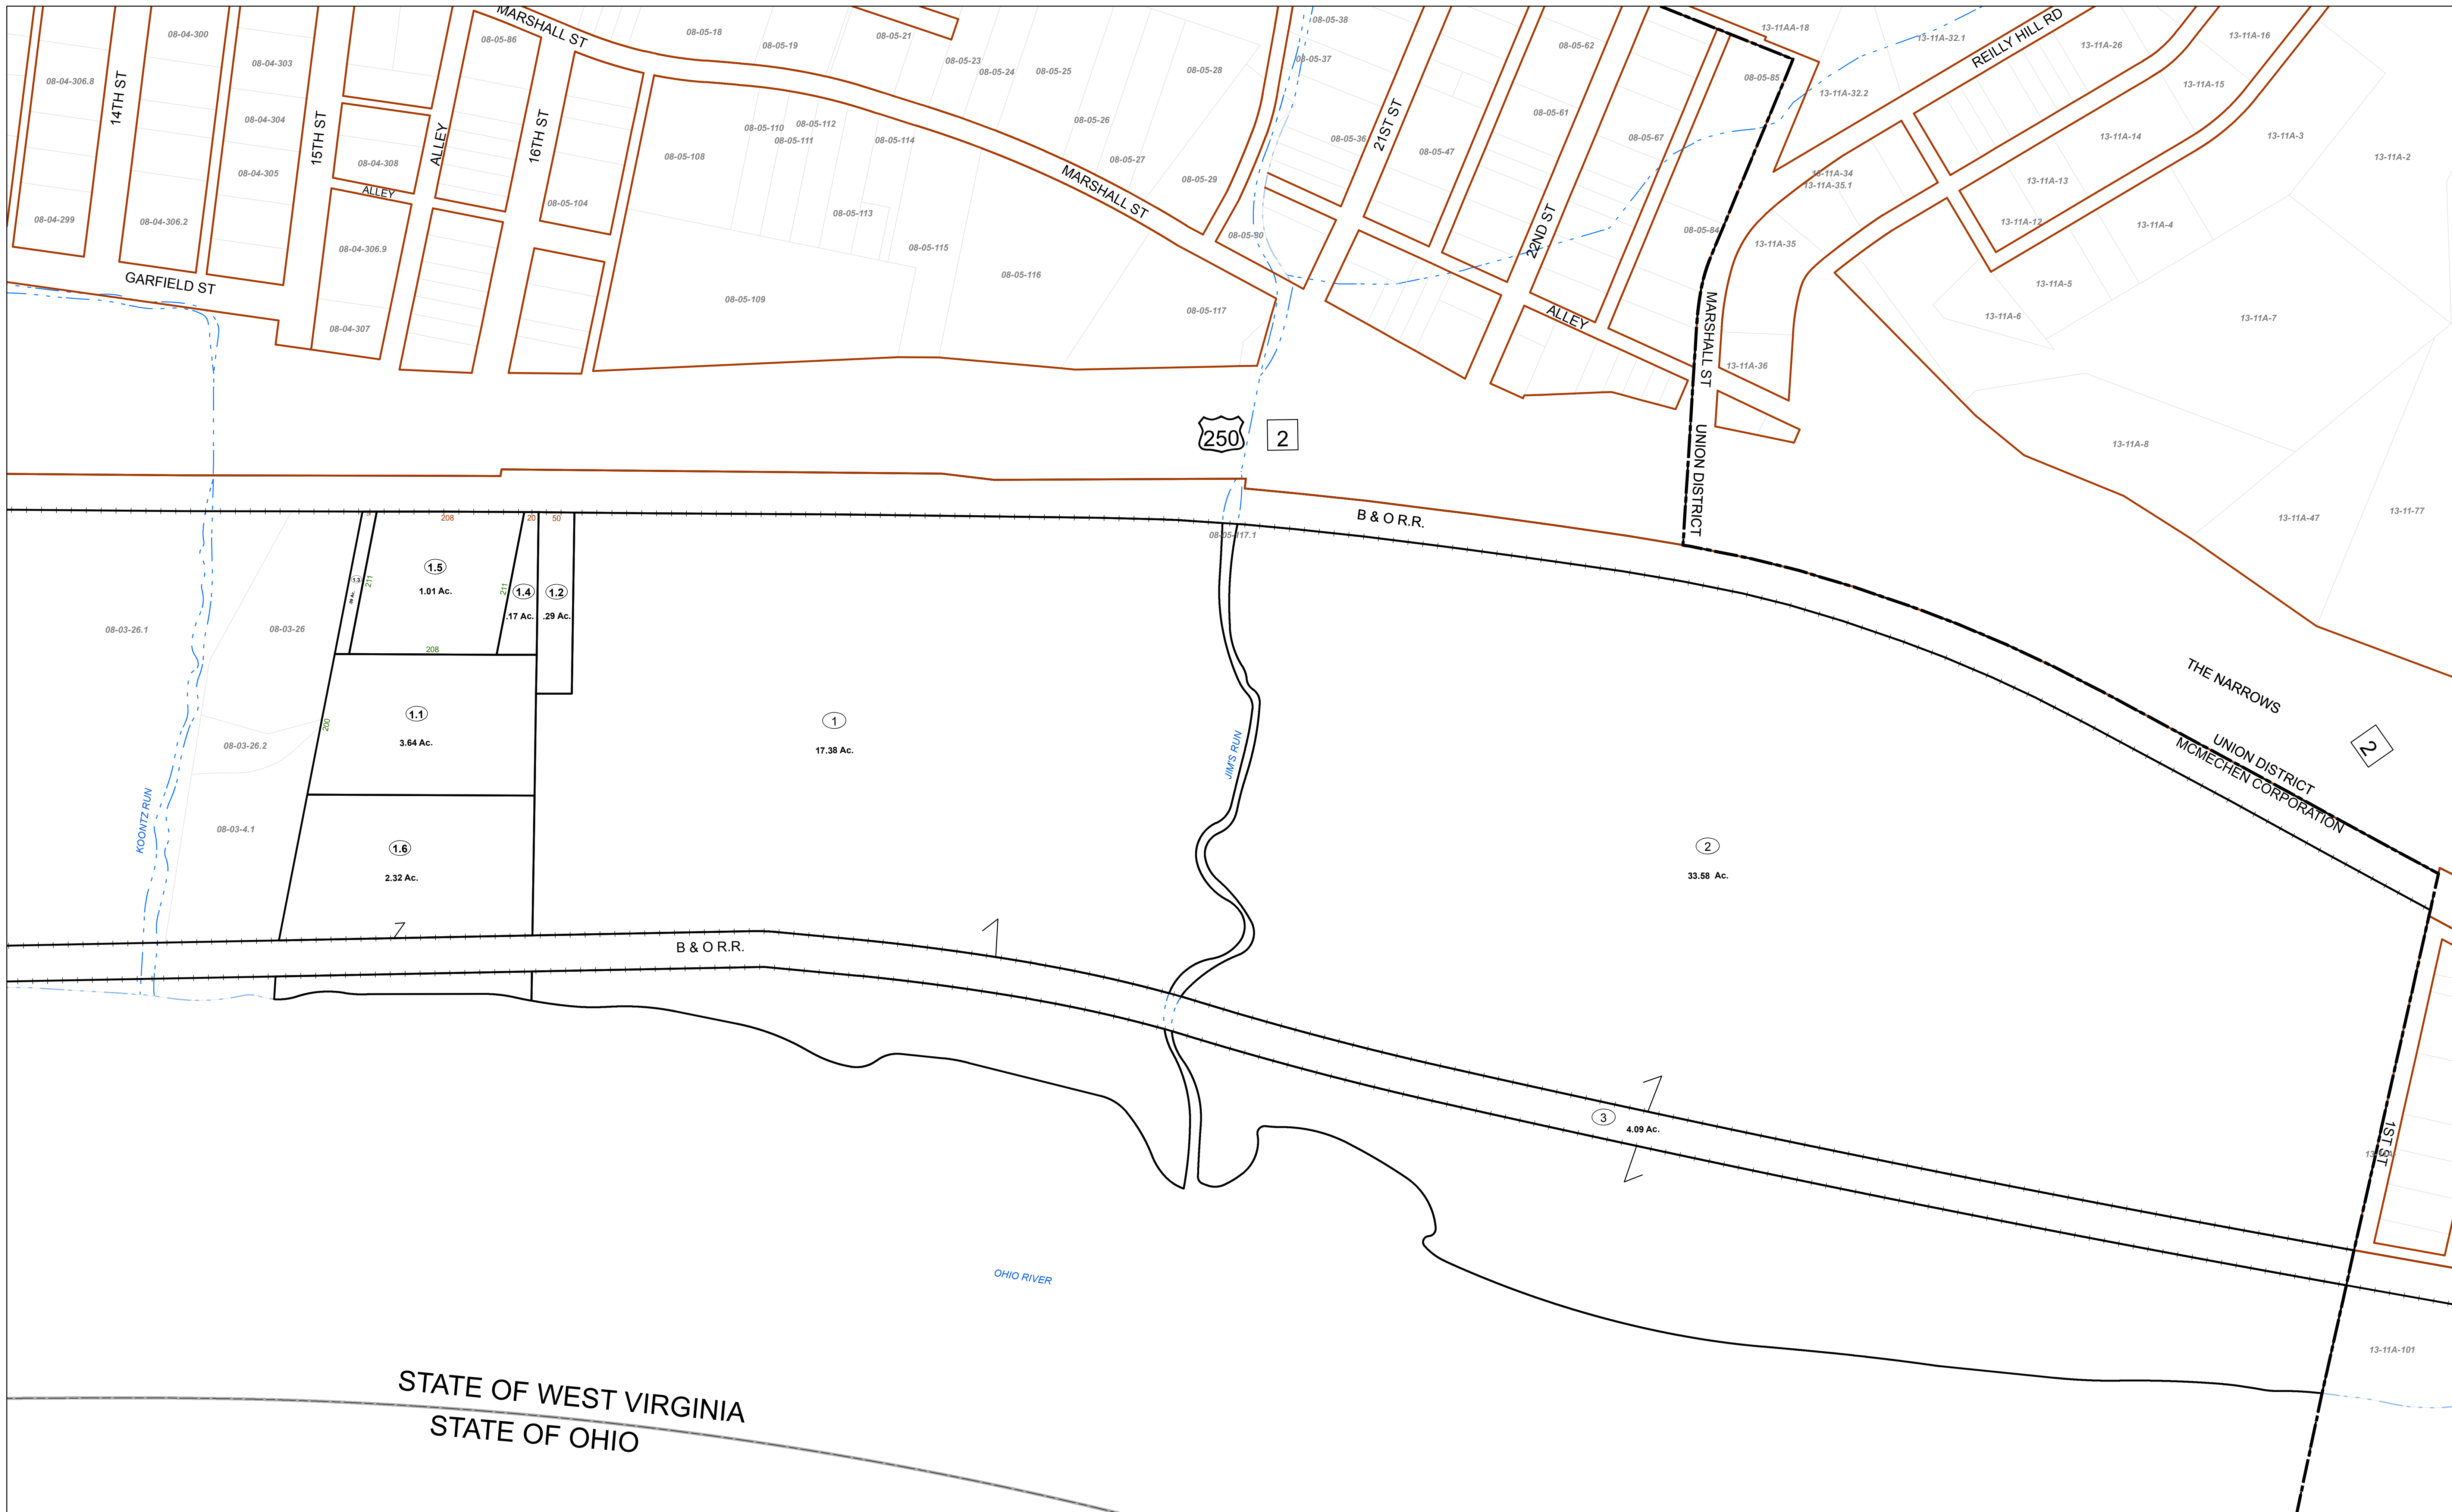 MARSHALL ST
08-05-38
13-11AA-18
08-04-300
08-05-86
08-05-18
08-05-19
08-05-21
08-05-62
13-11A-32.1
REILLY HILL RD
13-11A-26
13-11A-16
08-04-303
08-05-23
08-05-24
08-05-25
08-05-28
08-05-37
08-05-85
13-11A-15
08-04-306.8
14TH ST
13-11A-32.2
08-04-304
15TH ST
ALLEY
16TH ST
08-05-110
08-05-112
08-05-111
08-05-114
08-05-26
08-05-61
21ST ST
08-05-36
08-05-67
13-11A-14
13-11A-3
08-04-308
08-05-108
08-05-27
08-05-47
13-11A-2
08-04-305
ALLEY
MARSHALL ST
08-05-29
13-11A-34
13-11A-35.1
13-11A-13
08-04-299
08-04-306.2
08-05-104
08-05-113
08-05-30
22ND ST
08-05-84
13-11A-35
13-11A-12
13-11A-4
08-04-306.9
08-05-115
08-05-116
GARFIELD ST
13-11A-5
08-05-109
08-05-117
ALLEY
MARSHALL ST
13-11A-6
13-11A-7
08-04-307
13-11A-36
250
2
UNION DISTRICT
13-11A-8
208
20
50
B & O R.R.
13-11A-47
13-11-77
08-05-117.1
1.3
211
1.5
1.01 Ac.
211
1.4
.17 Ac.
1.2
.29 Ac.
08-03-26.1
08-03-26
208
THE NARROWS
200
1.1
3.64 Ac.
1
17.38 Ac.
JIM'S RUN
08-03-26.2
UNION DISTRICT
MCMECHEN CORPORATION
2
KOONTZ RUN
08-03-4.1
1.6
2.32 Ac.
2
33.58 Ac.
B & O R.R.
3
4.09 Ac.
1ST ST
OHIO RIVER
13-11A-101
STATE OF WEST VIRGINIA
STATE OF OHIO